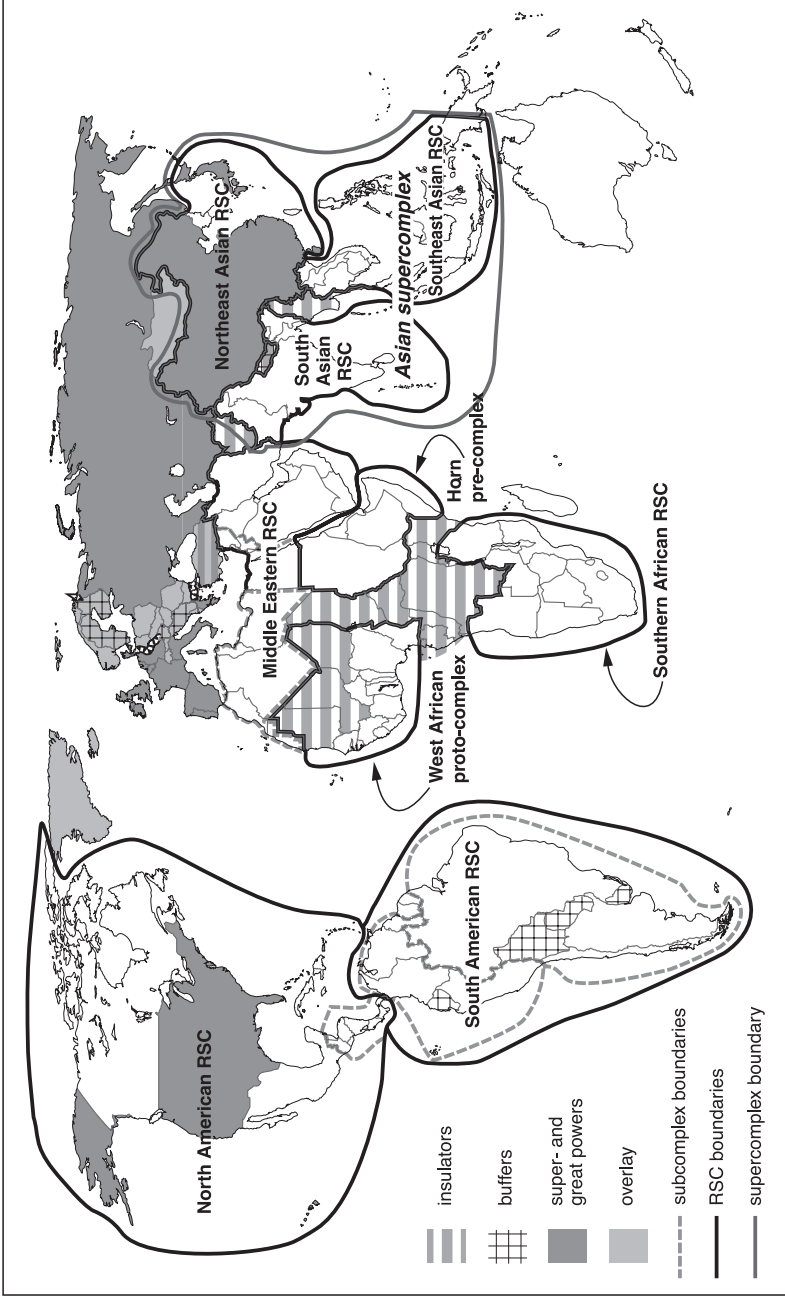 North American RSC
South American RSC
West African
proto-complex
Middle Eastern RSC
Southern African RSC
Horn
pre-complex
South
Asian
RSC
Northeast Asian RSC
Asian supercomplex
Southeast Asian RSC
insulators
buffers
super- and
great powers
overlay
subcomplex boundaries
RSC boundaries
supercomplex boundary